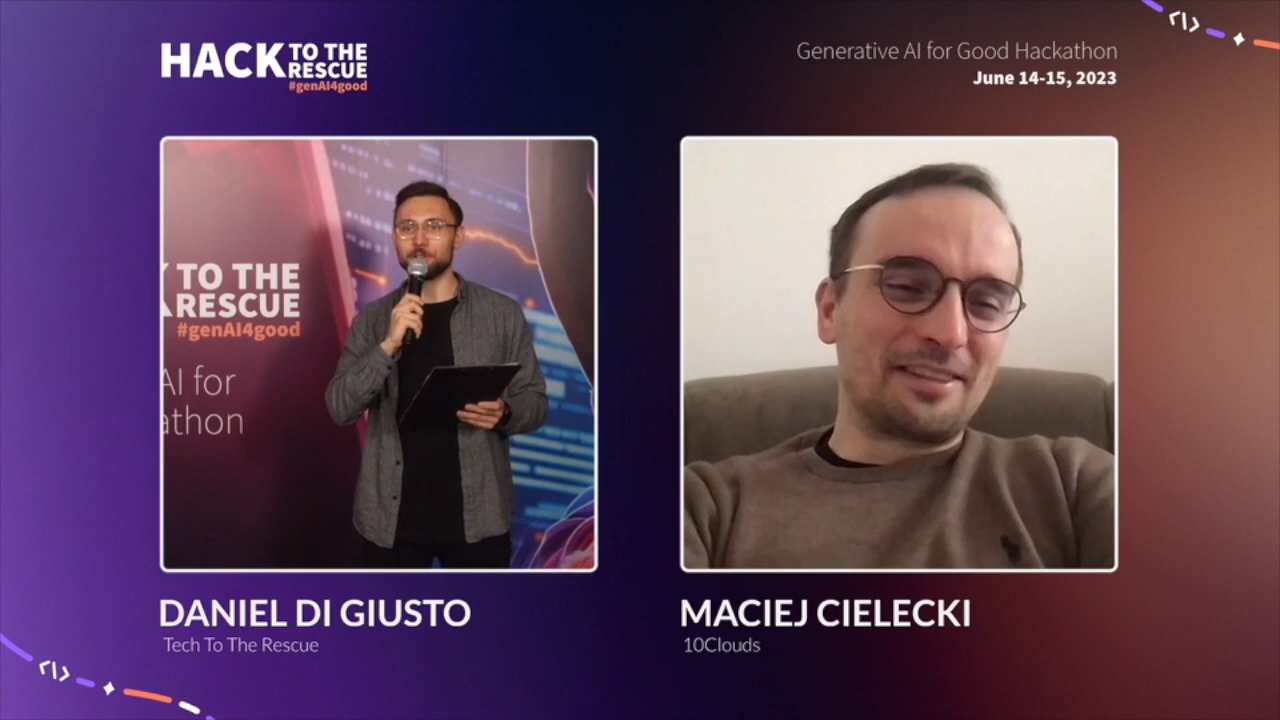 HACK TO THE
RESCUE
#genAI4good
Generative AI for Good Hackathon
June 14-15, 2023
TO THE
RESCUE
#genAI4good
AI for
athon
DANIEL DI GIUSTO
Tech To The Rescue
MACIEJ CIELECKI
10Clouds